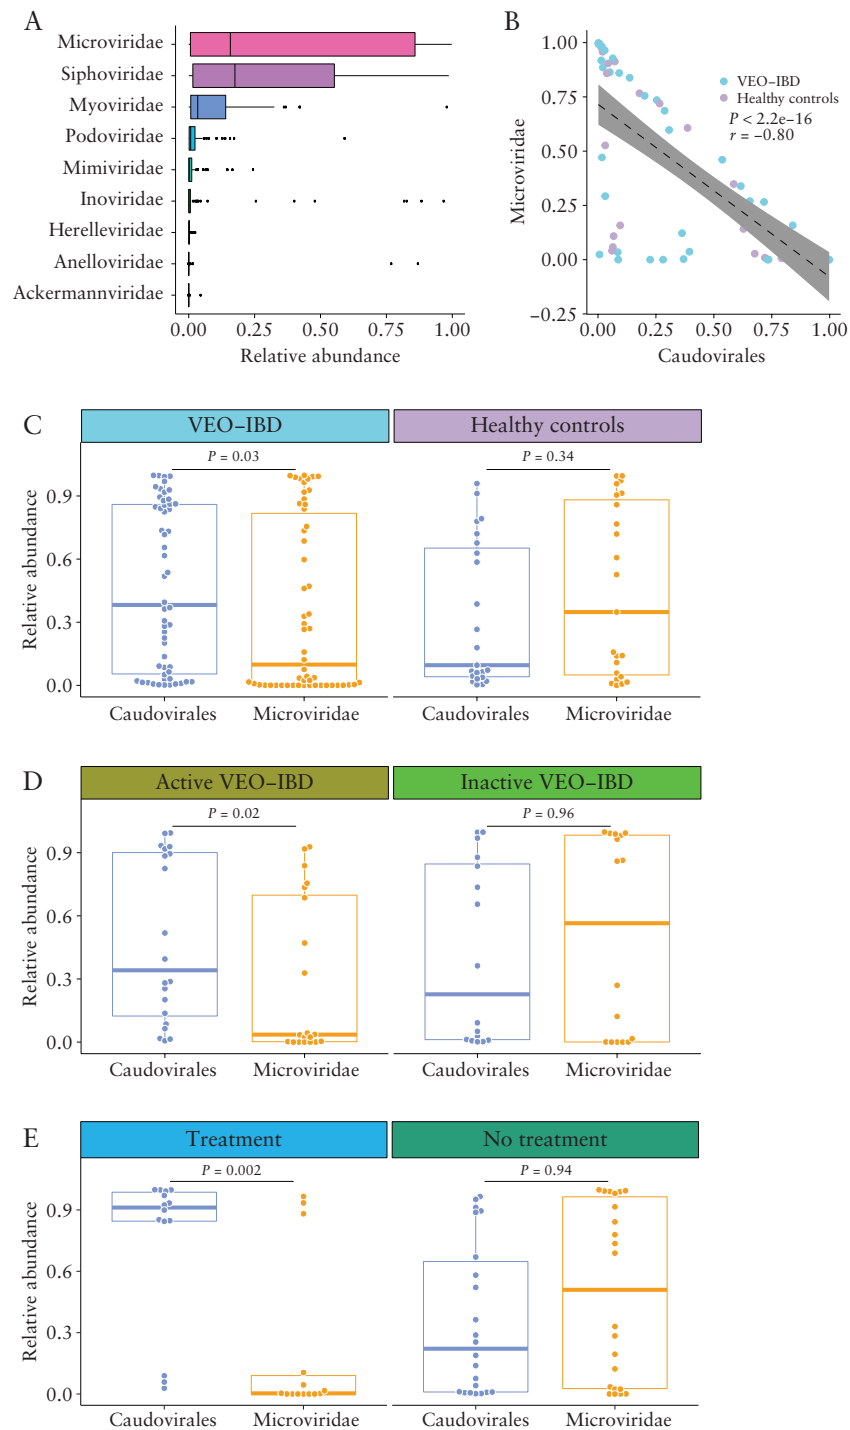 A
Microviridae
Siphoviridae
Myoviridae
Podoviridae
Mimiviridae
Inoviridae
Herelleviridae
Anelloviridae
Ackermannviridae
0.00 0.25 0.50 0.75 1.00
Relative abundance
B
1.00
0.75
0.50
0.25
0.00
−0.25
Microviridae
VEO–IBD
Healthy controls
P < 2.2e−16
r = −0.80
0.00 0.25 0.50 0.75 1.00
Caudovirales
C
VEO–IBD
Healthy controls
P = 0.03
P = 0.34
0.9
0.6
0.3
0.0
Relative abundance
Caudovirales Microviridae
Caudovirales Microviridae
D
Active VEO–IBD
Inactive VEO–IBD
P = 0.02
P = 0.96
0.9
0.6
0.3
0.0
Relative abundance
Caudovirales Microviridae
Caudovirales Microviridae
E
Treatment
No treatment
P = 0.002
P = 0.94
0.9
0.6
0.3
0.0
Relative abundance
Caudovirales Microviridae
Caudovirales Microviridae